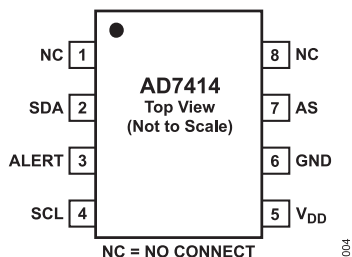 NC 1 8 NC
AD7414
Top View
(Not to Scale)
SDA 2 7 AS
ALERT 3 6 GND
SCL 4 5 VDD
NC = NO CONNECT
004